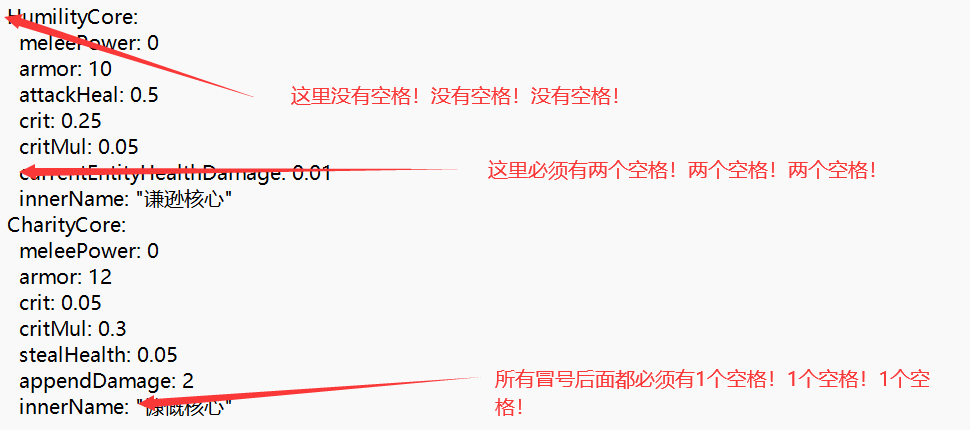 HumilityCore:
  meleePower: 0
  armor: 10
  attackHeal: 0.5
  crit: 0.25
  critMul: 0.05
  currentEntityHealthDamage: 0.01
  innerName: "谦逊核心"
CharityCore:
  meleePower: 0
  armor: 12
  crit: 0.05
  critMul: 0.3
  stealHealth: 0.05
  appendDamage: 2
  innerName: "慷慨核心"
这里没有空格！没有空格！没有空格！
这里必须有两个空格！两个空格！两个空格！
所有冒号后面都必须有1个空格！1个空格！1个空
格！